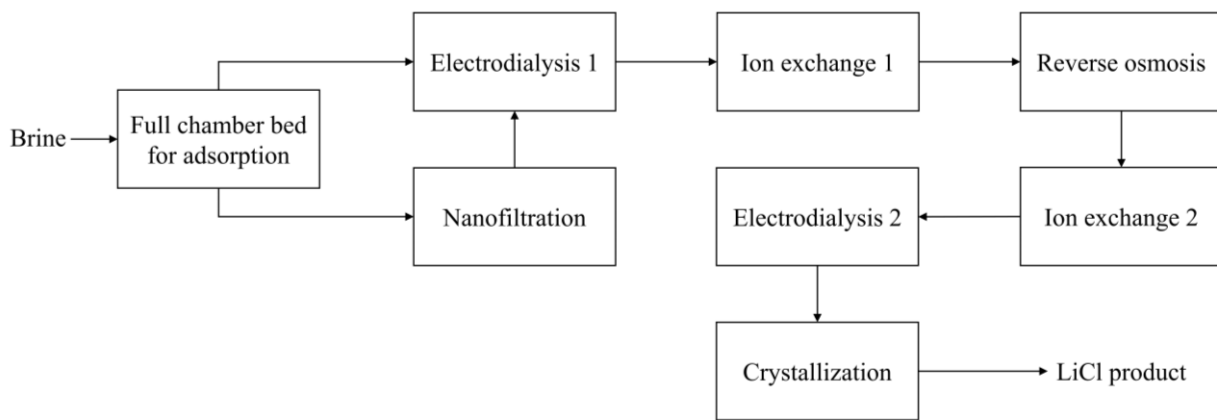 Brine
Full chamber bed
for adsorption
Electrodialysis 1
Nanofiltration
Ion exchange 1
Reverse osmosis
Ion exchange 2
Electrodialysis 2
Crystallization
LiCl product